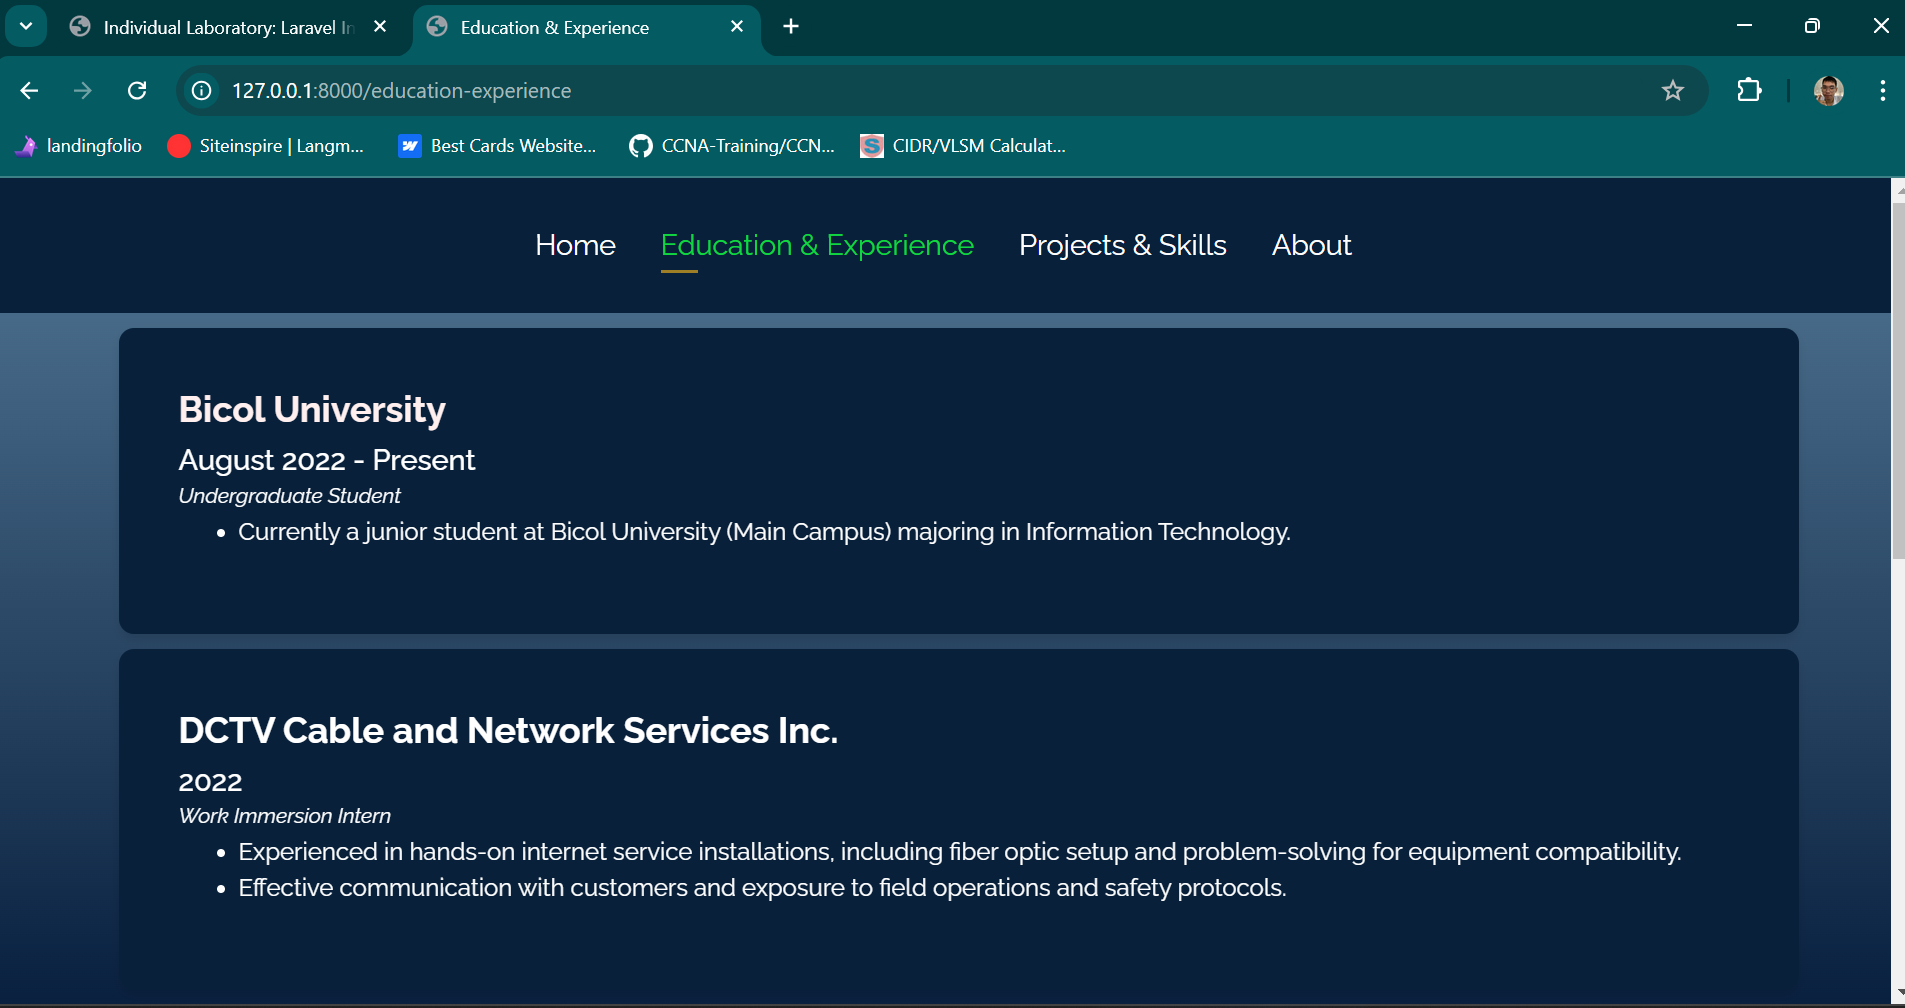 Individual Laboratory: Laravel In
Education & Experience
127.0.0.1:8000/education-experience
landingfolio
Siteinspire | Langm...
Best Cards Website...
CCNA-Training/CCN...
S CIDR/VLSM Calculat...
Home Education & Experience Projects & Skills About
Bicol University
August 2022 - Present
Undergraduate Student
• Currently a junior student at Bicol University (Main Campus) majoring in Information Technology.
DCTV Cable and Network Services Inc.
2022
Work Immersion Intern
• Experienced in hands-on internet service installations, including fiber optic setup and problem-solving for equipment compatibility.
• Effective communication with customers and exposure to field operations and safety protocols.